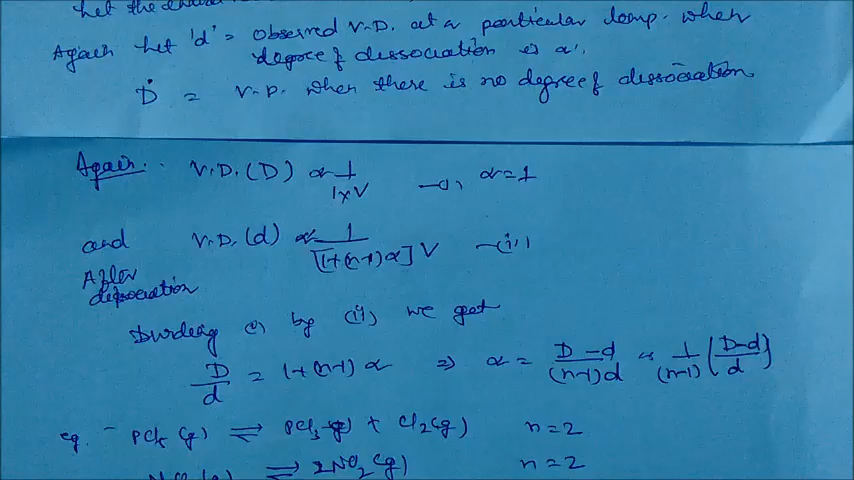 Let the
Again Let 'd' = observed V.D. at a particular temp. when
degree of dissociation is α'.
D = V.D. when there is no degree of dissociation.
Again. V.D. (D) ∝ 1/1×V —(i) α=1
and V.D. (d) ∝ 1/[1+(n-1)α] V —(ii)
After
dissociation
Dividing (i) by (ii) we get
D/d = 1+(n-1) α ⇒ α = D-d/(n-1)d = 1/(n-1) (D-d/d)
eg. - PCl5 (g) ⇌ PCl3(g) + Cl2(g) n=2
⇌ 2NO2(g) n=2